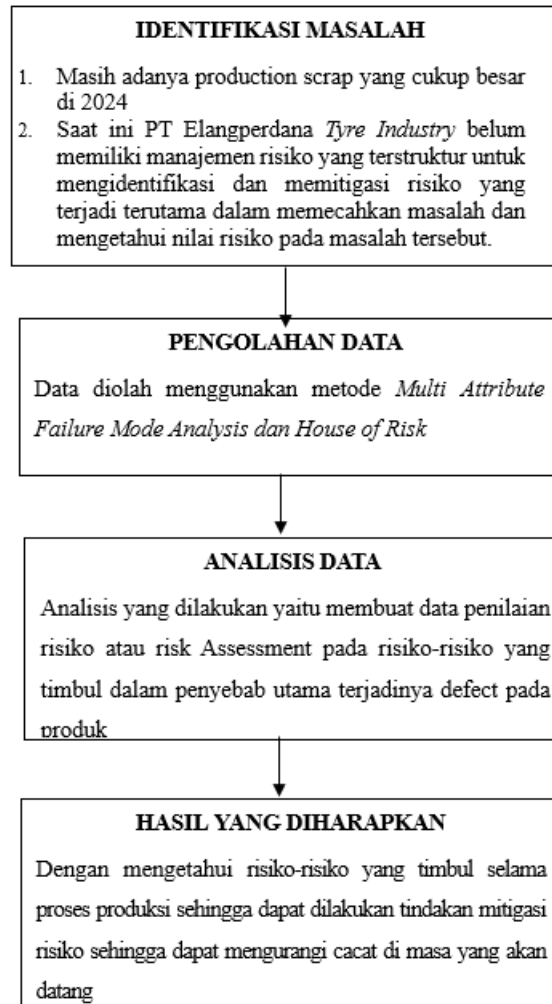 IDENTIFIKASI MASALAH
1. Masih adanya production scrap yang cukup besar
di 2024
2. Saat ini PT Elangperdana Tyre Industry belum
memiliki manajemen risiko yang terstruktur untuk
mengidentifikasi dan memitigasi risiko yang
terjadi terutama dalam memecahkan masalah dan
mengetahui nilai risiko pada masalah tersebut.
PENGOLAHAN DATA
Data diolah menggunakan metode Multi Attribute
Failure Mode Analysis dan House of Risk
ANALISIS DATA
Analisis yang dilakukan yaitu membuat data penilaian
risiko atau risk Assessment pada risiko-risiko yang
timbul dalam penyebab utama terjadinya defect pada
produk
HASIL YANG DIHARAPKAN
Dengan mengetahui risiko-risiko yang timbul selama
proses produksi sehingga dapat dilakukan tindakan mitigasi
risiko sehingga dapat mengurangi cacat di masa yang akan
datang